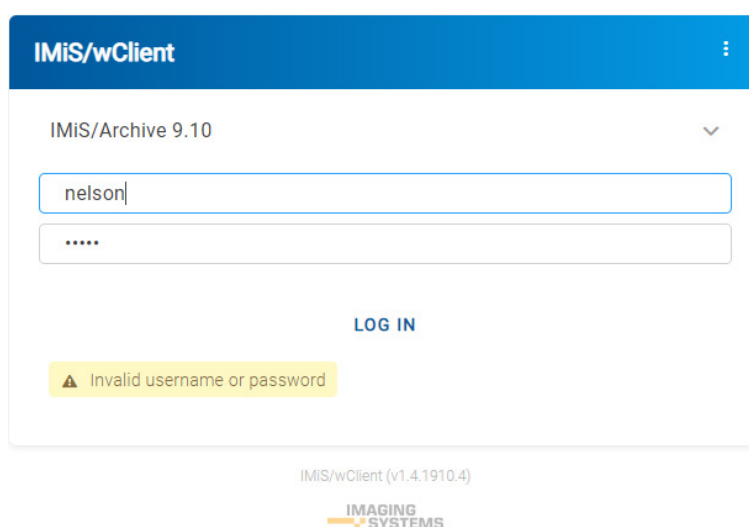 IMiS/wClient
IMiS/Archive 9.10
nelson
•••••
LOG IN
Invalid username or password
IMiS/wClient (v1.4.1910.4)
IMAGING
SYSTEMS